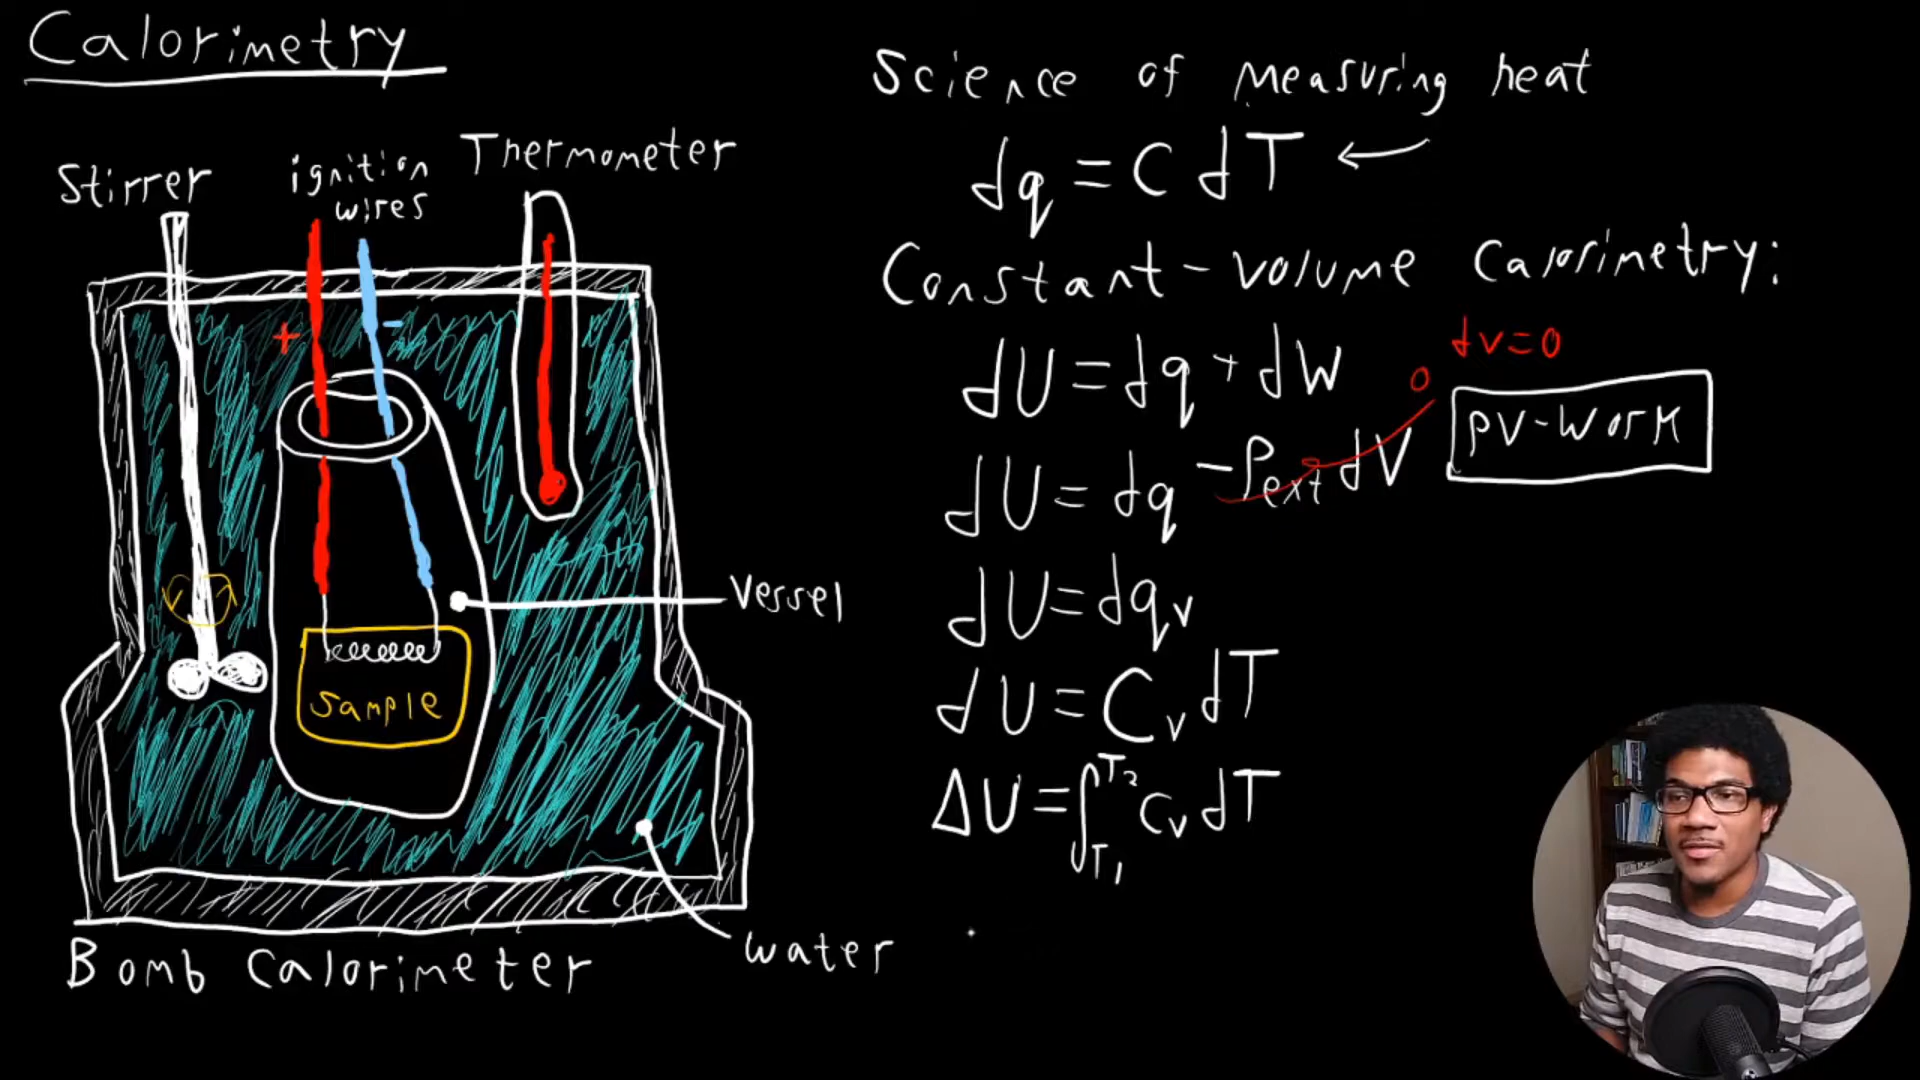 Calorimetry
Stirrer
ignition
wires
Thermometer
+
-
Sample
Vessel
water
Bomb Calorimeter
Science of measuring heat
dq = C dT ←
Constant-volume Calorimetry:
dU = dq + dW
dV=0
0
PV-Work
dU = dq - Pext dV
dU = dqv
dU = Cv dT
ΔU = ∫T1 T2 Cv dT